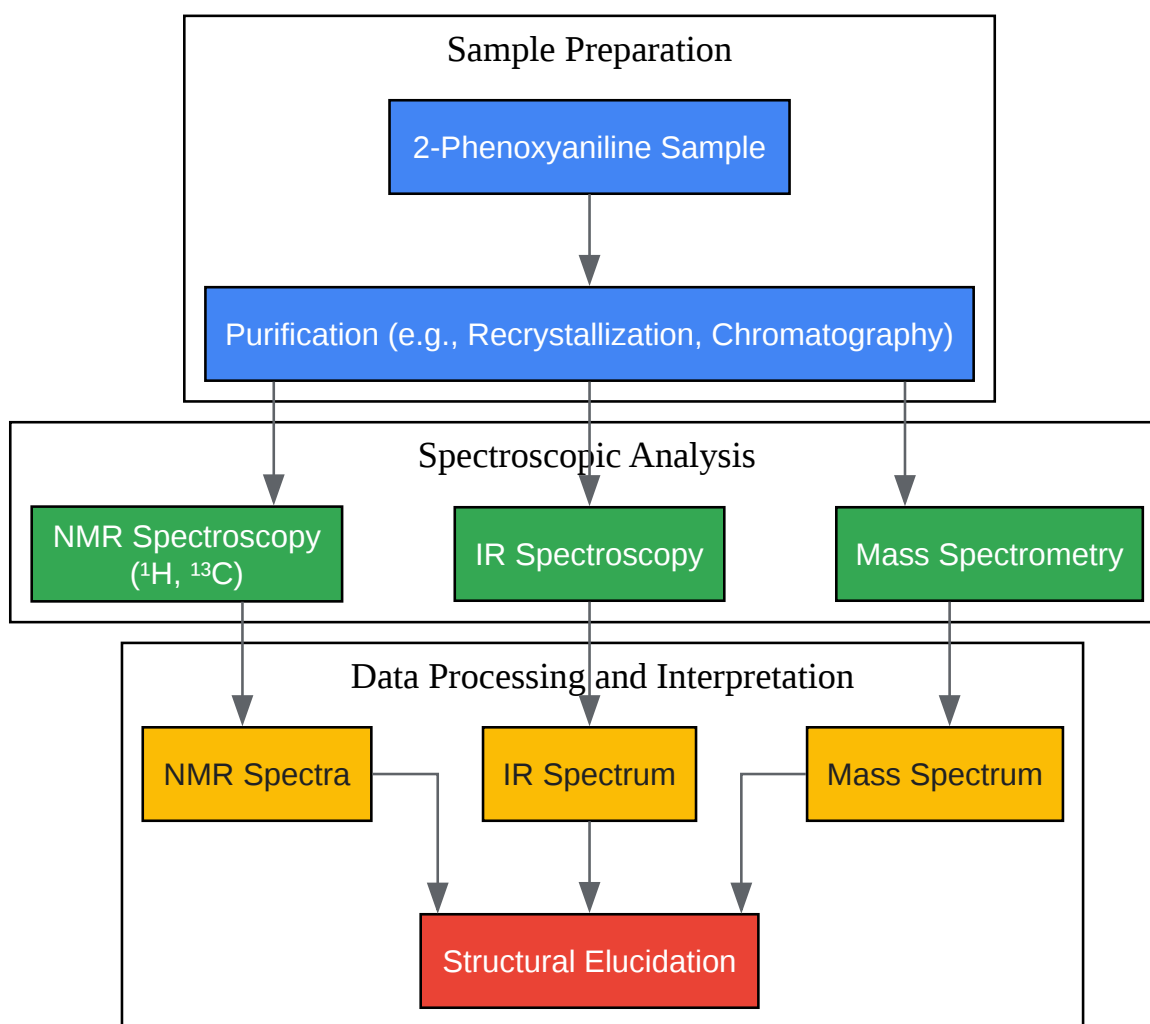 Sample Preparation
2-Phenoxyaniline Sample
Purification (e.g., Recrystallization, Chromatography)
Spectroscopic Analysis
NMR Spectroscopy
(¹H, ¹³C)
IR Spectroscopy
Mass Spectrometry
Data Processing and Interpretation
NMR Spectra
IR Spectrum
Mass Spectrum
Structural Elucidation